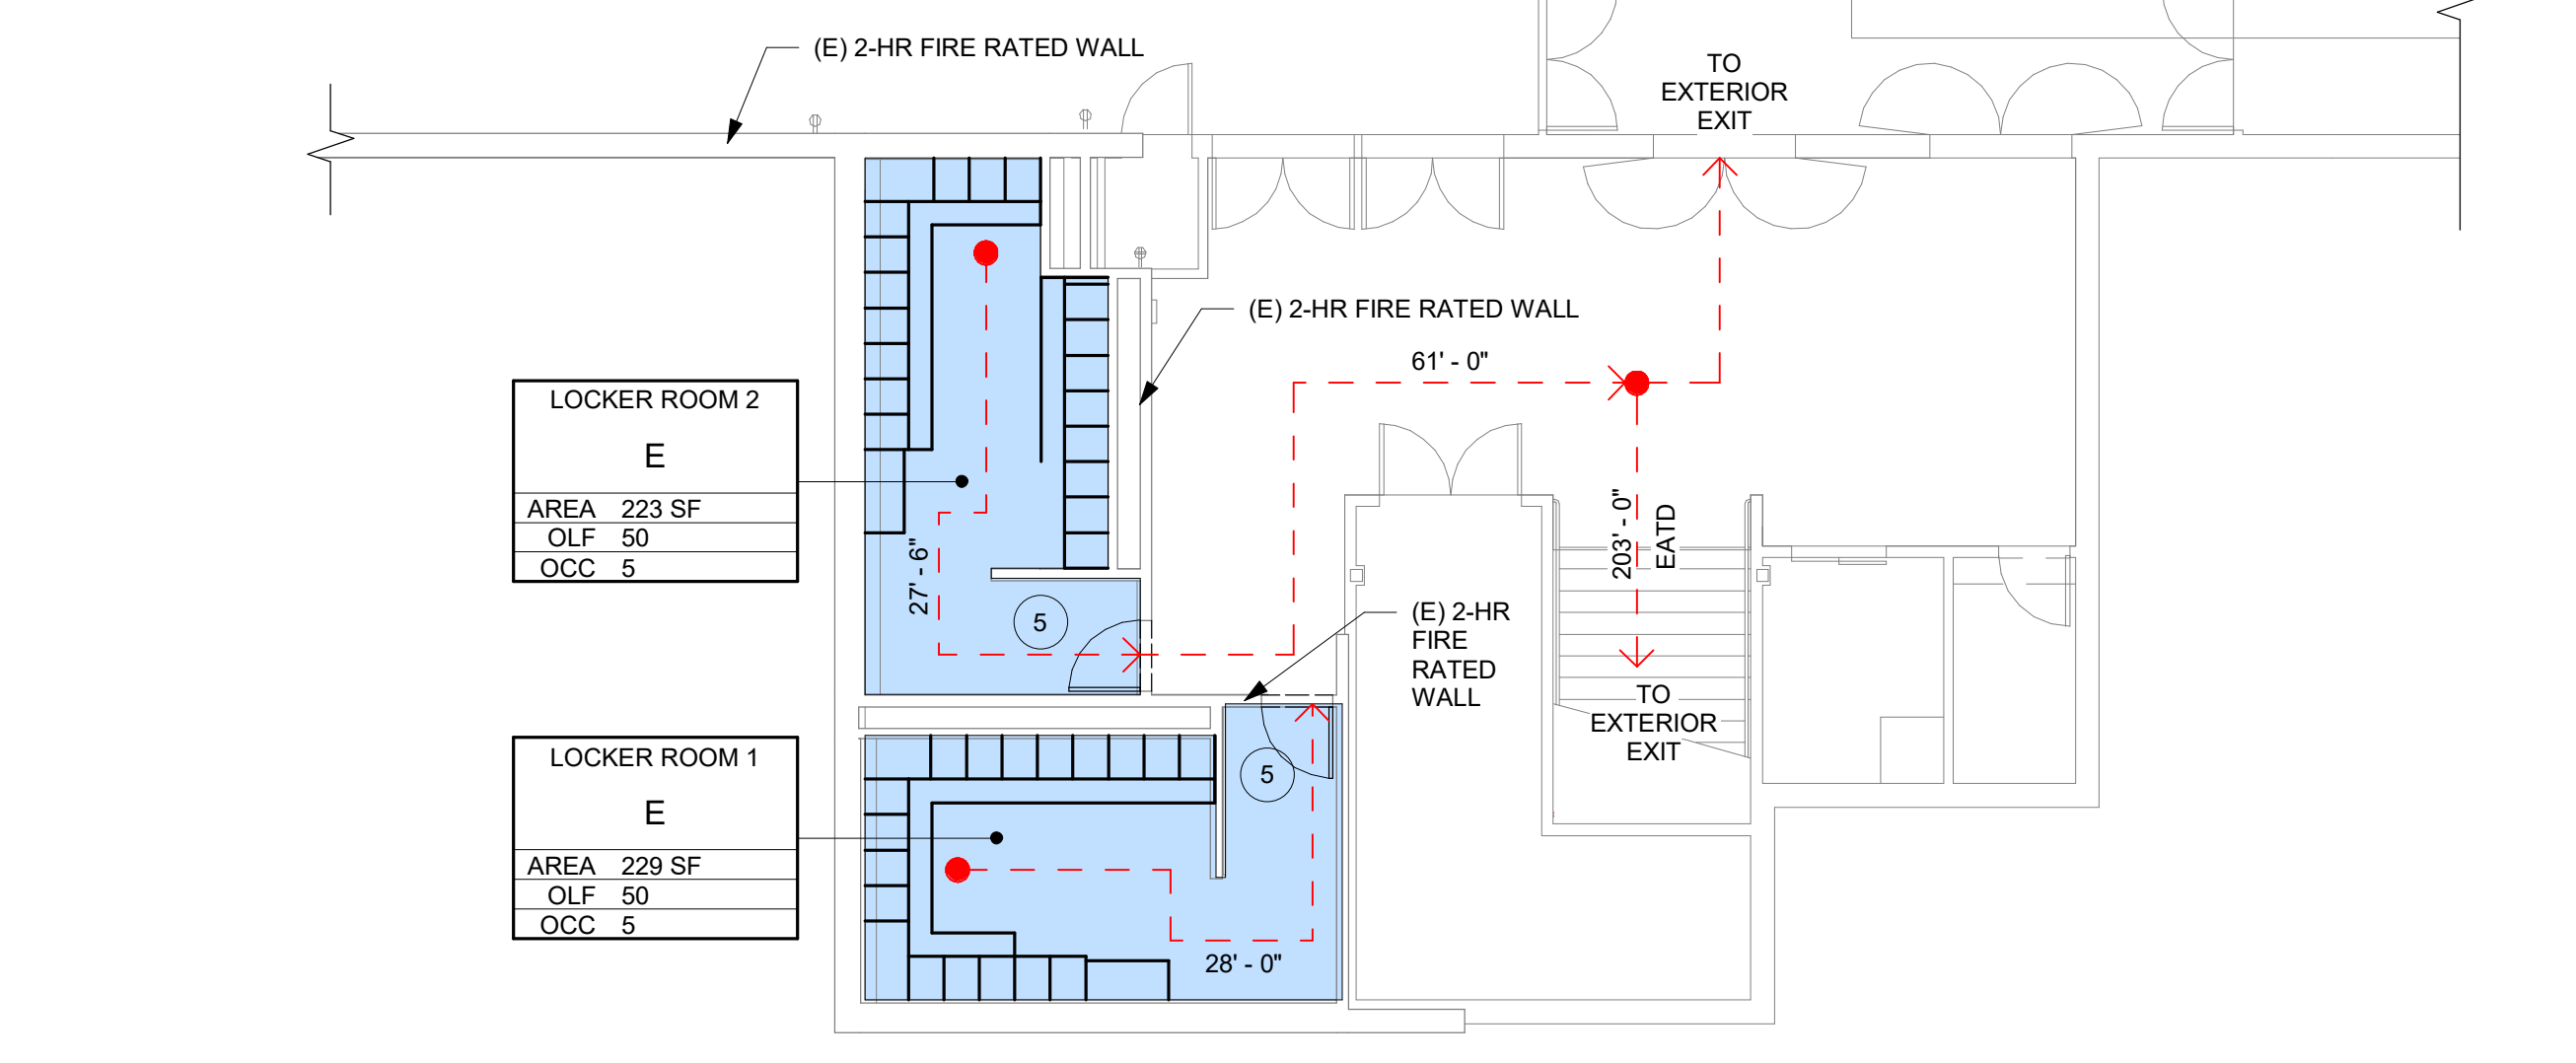 (E) 2-HR FIRE RATED WALL
TO
EXTERIOR
EXIT
(E) 2-HR FIRE RATED WALL
61' - 0"
LOCKER ROOM 2
E
AREA 223 SF
OLF 50
OCC 5
27' - 6"
5
203' - 0"
EATD
(E) 2-HR
FIRE
RATED
WALL
TO
EXTERIOR
EXIT
LOCKER ROOM 1
E
AREA 229 SF
OLF 50
OCC 5
5
28' - 0"